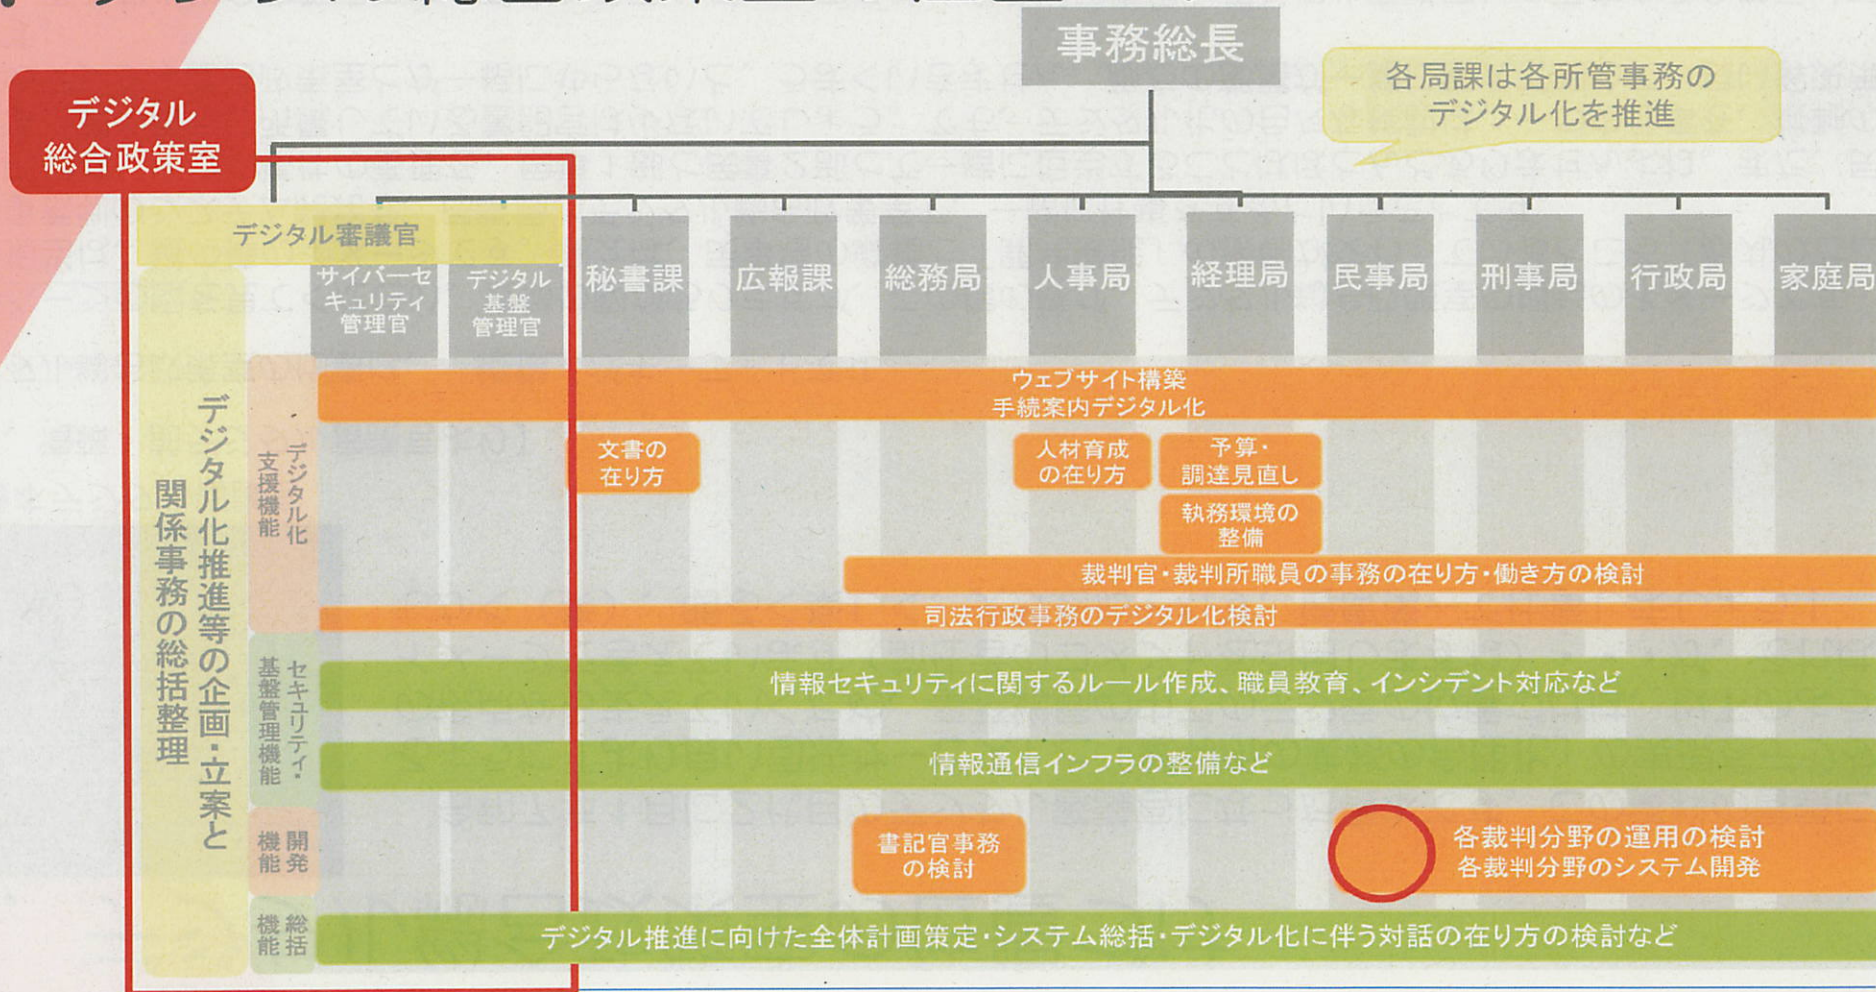 事務総長
デジタル
総合政策室
各局課は各所管事務の
デジタル化を推進
デジタル審議官
サイバーセ
キュリティ
管理官
デジタル
基盤
管理官
秘書課
広報課
総務局
人事局
経理局
民事局
刑事局
行政局
家庭局
デジタル化推進等の企画・立案と
関係事務の総括整理
デジタル化
支援機能
ウェブサイト構築
手続案内デジタル化
文書の
在り方
人材育成
の在り方
予算・
調達見直し
執務環境の
整備
裁判官・裁判所職員の事務の在り方・働き方の検討
司法行政事務のデジタル化検討
セキュリティ・
基盤管理機能
情報セキュリティに関するルール作成、職員教育、インシデント対応など
情報通信インフラの整備など
開発
機能
書記官事務
の検討
各裁判分野の運用の検討
各裁判分野のシステム開発
総括
機能
デジタル推進に向けた全体計画策定・システム総括・デジタル化に伴う対話の在り方の検討など